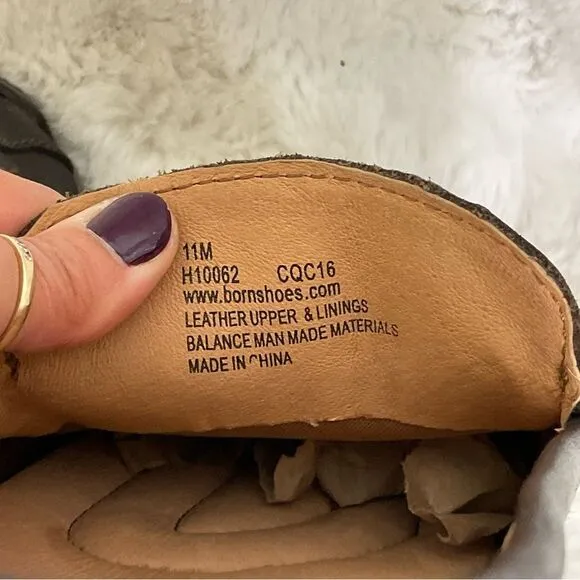 11M
H10062 CQC16
www.bornshoes.com
LEATHER UPPER & LININGS
BALANCE MAN MADE MATERIALS
MADE IN CHINA